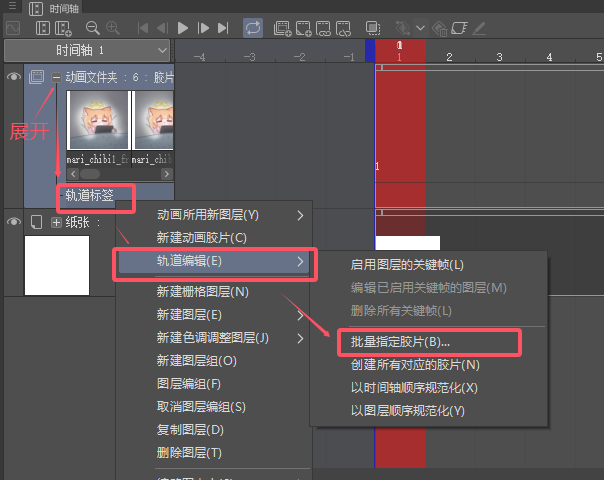 时间轴
时间轴 1
-4
-3
-2
-1
1
1
2
3
4
5
动画文件夹 : 6 : 胶片
展开
mari_chibi1_fr
mari_c
轨道标签
1
纸张 :
动画所用新图层(Y)
新建动画胶片(C)
轨道编辑(E)
新建栅格图层(N)
新建图层(E)
新建色调调整图层(J)
新建图层组(O)
图层编组(F)
取消图层编组(S)
复制图层(D)
删除图层(T)
启用图层的关键帧(L)
编辑已启用关键帧的图层(M)
删除所有关键帧(L)
批量指定胶片(B)...
创建所有对应的胶片(N)
以时间轴顺序规范化(X)
以图层顺序规范化(Y)